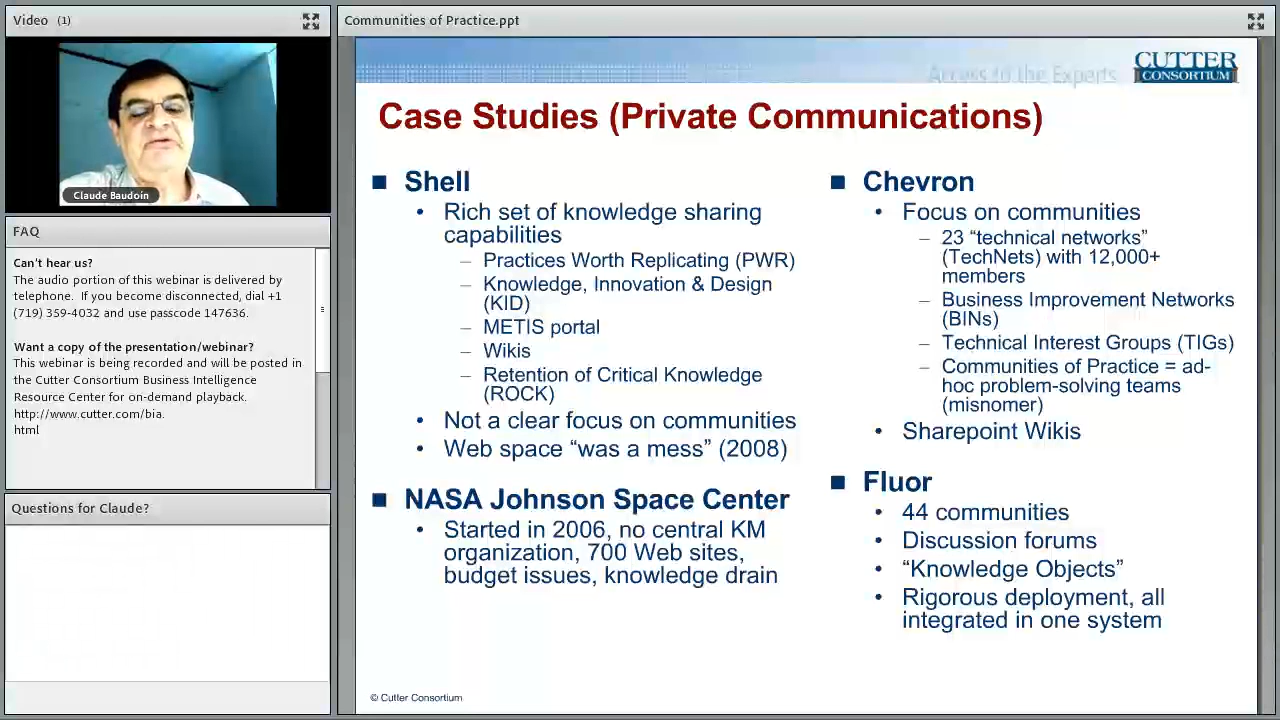 Video (1)
Claude Baudoin
FAQ
Can't hear us?
The audio portion of this webinar is delivered by
telephone. If you become disconnected, dial +1
(719) 359-4032 and use passcode 147636.
Want a copy of the presentation/webinar?
This webinar is being recorded and will be posted in
the Cutter Consortium Business Intelligence
Resource Center for on-demand playback.
http://www.cutter.com/bia.
html
Questions for Claude?
Communities of Practice.ppt
Access to the Experts
CUTTER
CONSORTIUM
Case Studies (Private Communications)
Shell
• Rich set of knowledge sharing
capabilities
– Practices Worth Replicating (PWR)
– Knowledge, Innovation & Design
(KID)
– METIS portal
– Wikis
– Retention of Critical Knowledge
(ROCK)
• Not a clear focus on communities
• Web space “was a mess” (2008)
NASA Johnson Space Center
• Started in 2006, no central KM
organization, 700 Web sites,
budget issues, knowledge drain
Chevron
• Focus on communities
– 23 “technical networks”
(TechNets) with 12,000+
members
– Business Improvement Networks
(BINs)
– Technical Interest Groups (TIGs)
– Communities of Practice = ad-
hoc problem-solving teams
(misnomer)
• Sharepoint Wikis
Fluor
• 44 communities
• Discussion forums
• “Knowledge Objects”
• Rigorous deployment, all
integrated in one system
© Cutter Consortium